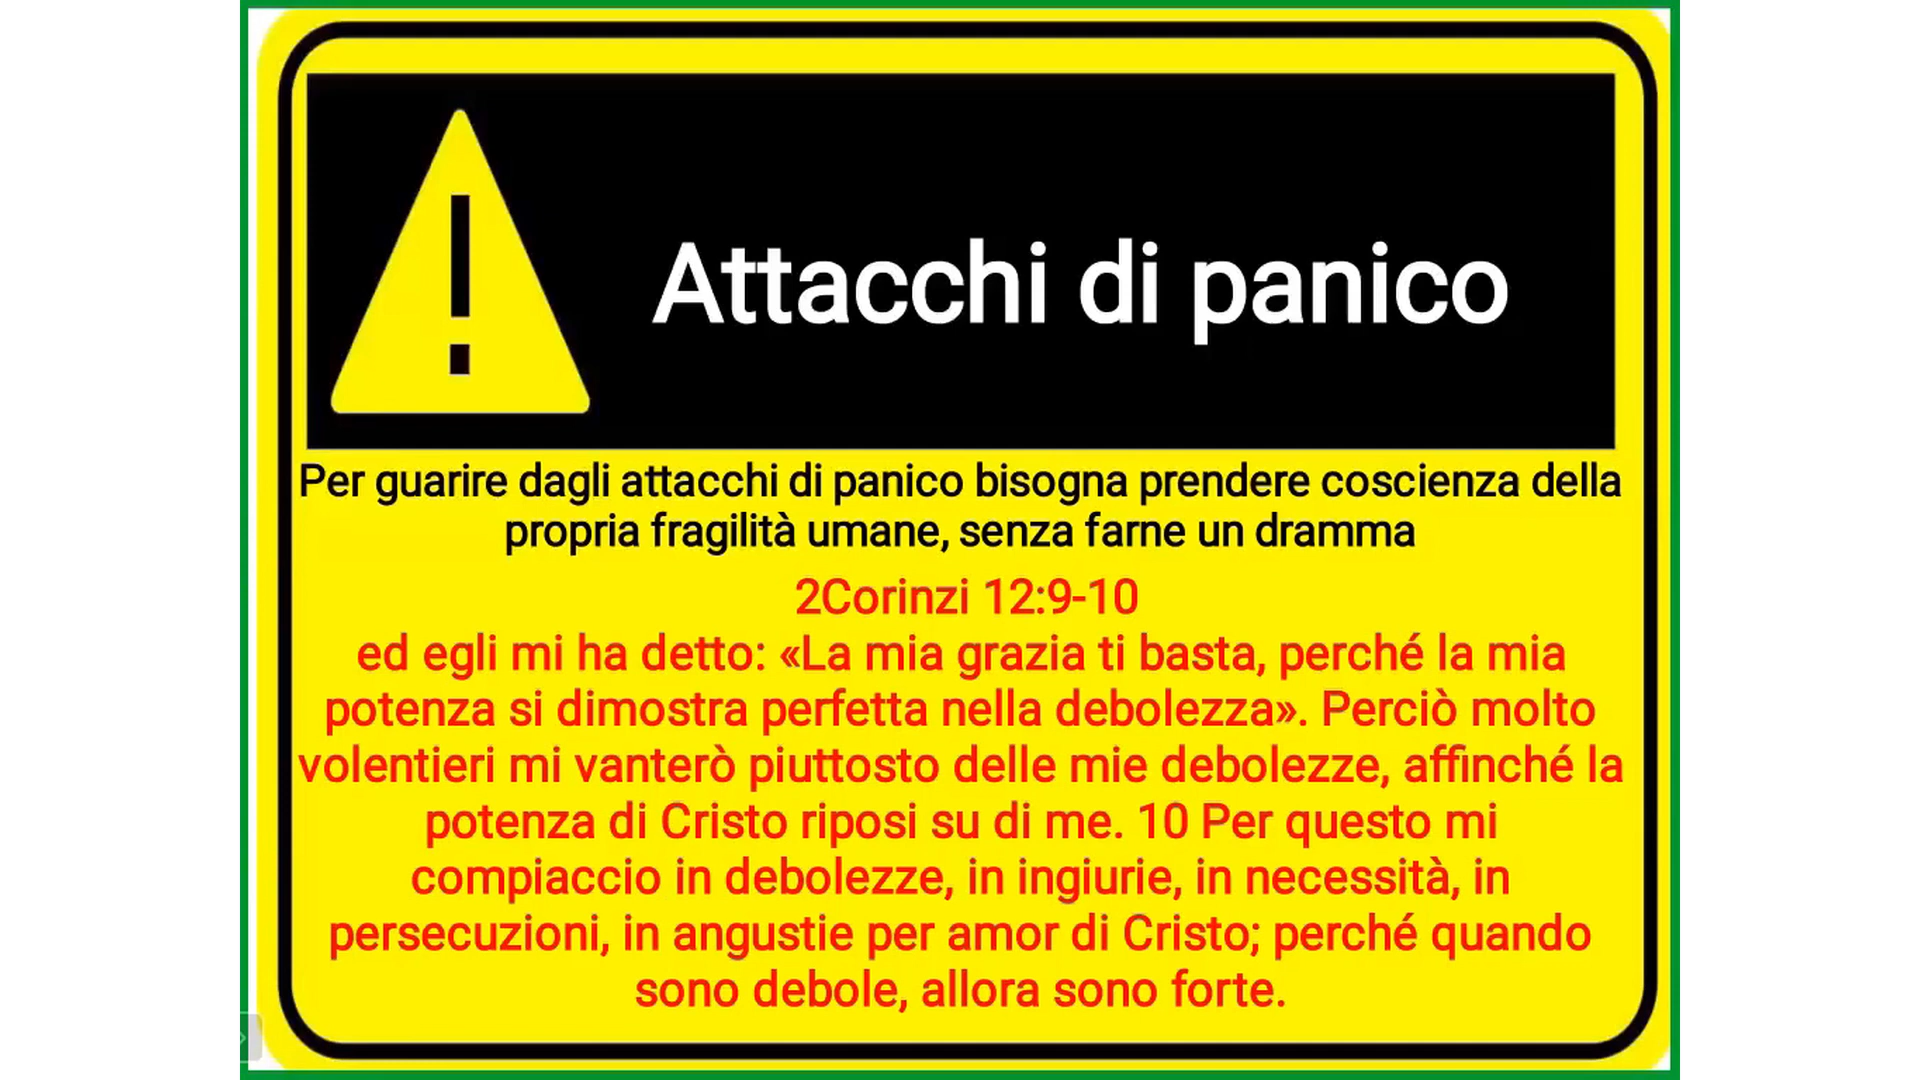 Attacchi di panico
Per guarire dagli attacchi di panico bisogna prendere coscienza della
propria fragilità umane, senza farne un dramma
2Corinzi 12:9-10
ed egli mi ha detto: «La mia grazia ti basta, perché la mia
potenza si dimostra perfetta nella debolezza». Perciò molto
volentieri mi vanterò piuttosto delle mie debolezze, affinché la
potenza di Cristo riposi su di me. 10 Per questo mi
compiaccio in debolezze, in ingiurie, in necessità, in
persecuzioni, in angustie per amor di Cristo; perché quando
sono debole, allora sono forte.